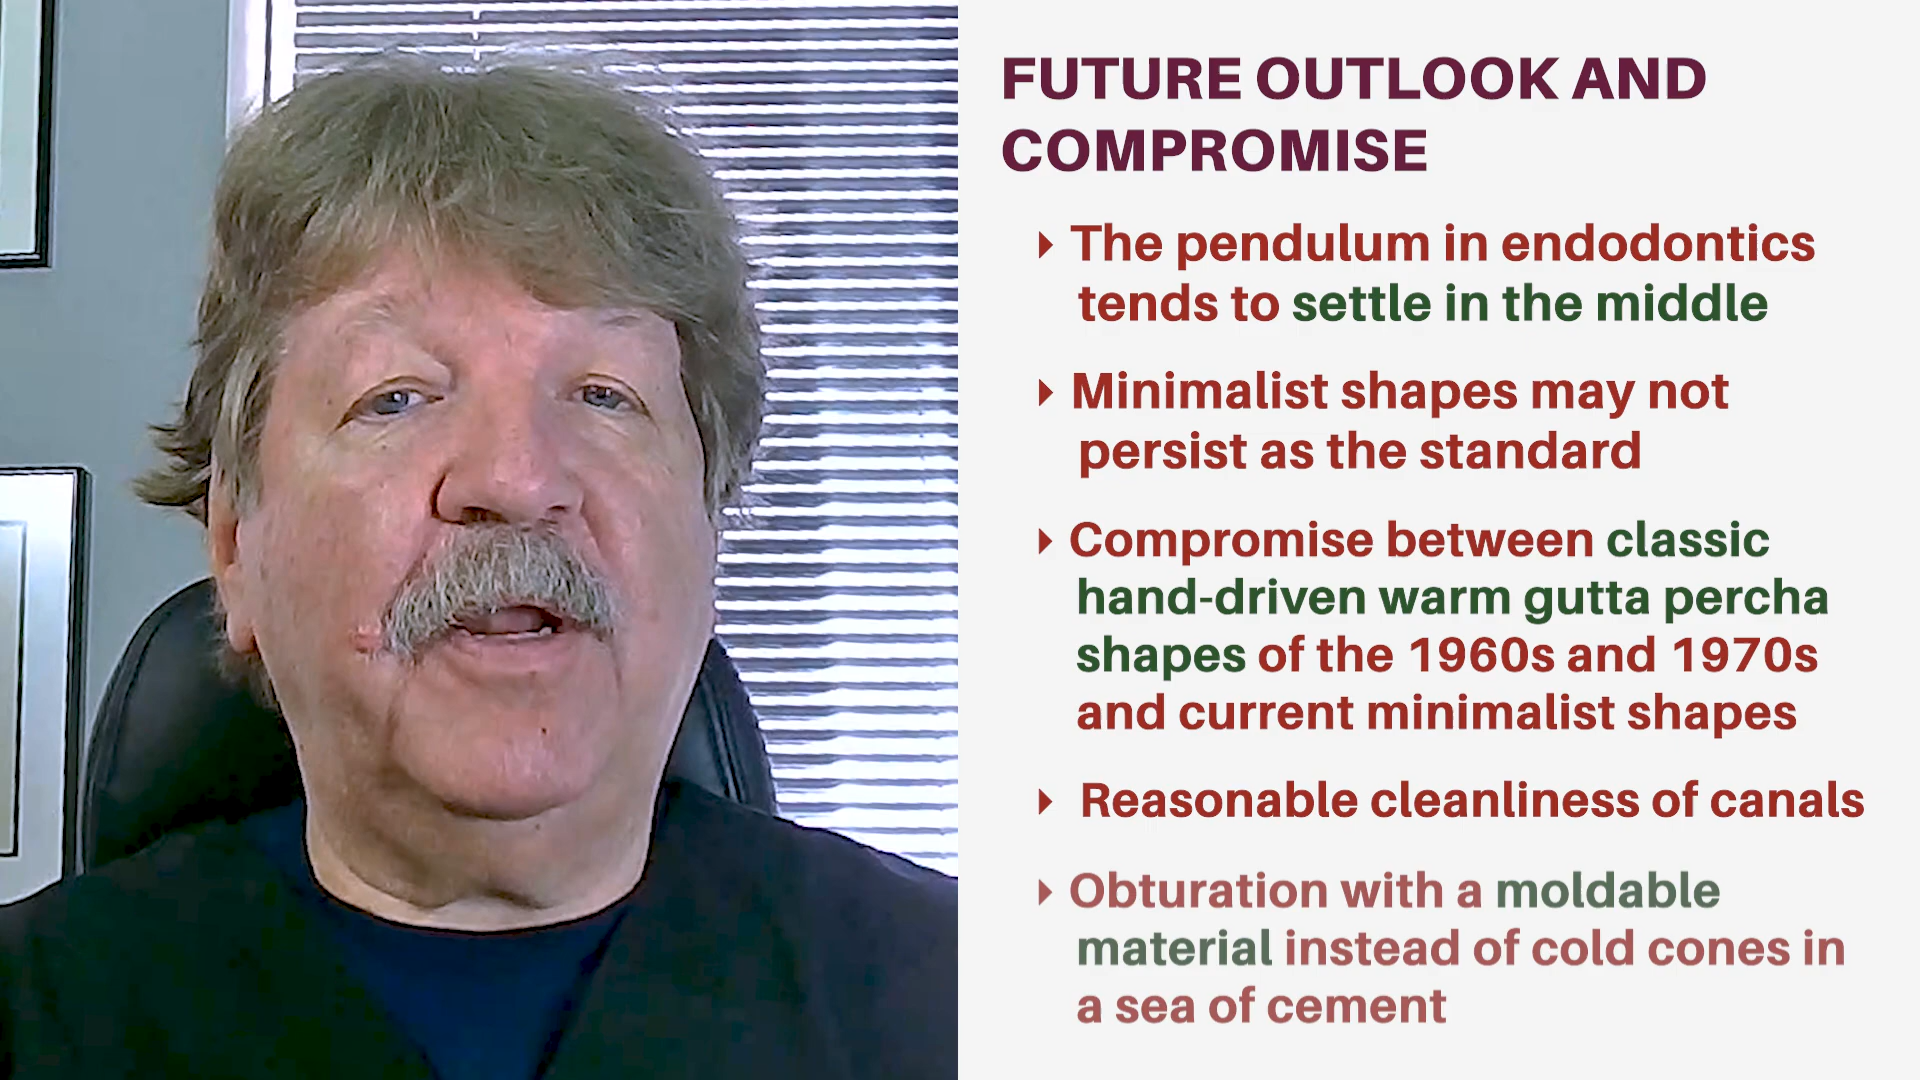 FUTURE OUTLOOK AND
COMPROMISE
The pendulum in endodontics
tends to settle in the middle
Minimalist shapes may not
persist as the standard
Compromise between classic
hand-driven warm gutta percha
shapes of the 1960s and 1970s
and current minimalist shapes
Reasonable cleanliness of canals
Obturation with a moldable
material instead of cold cones in
a sea of cement